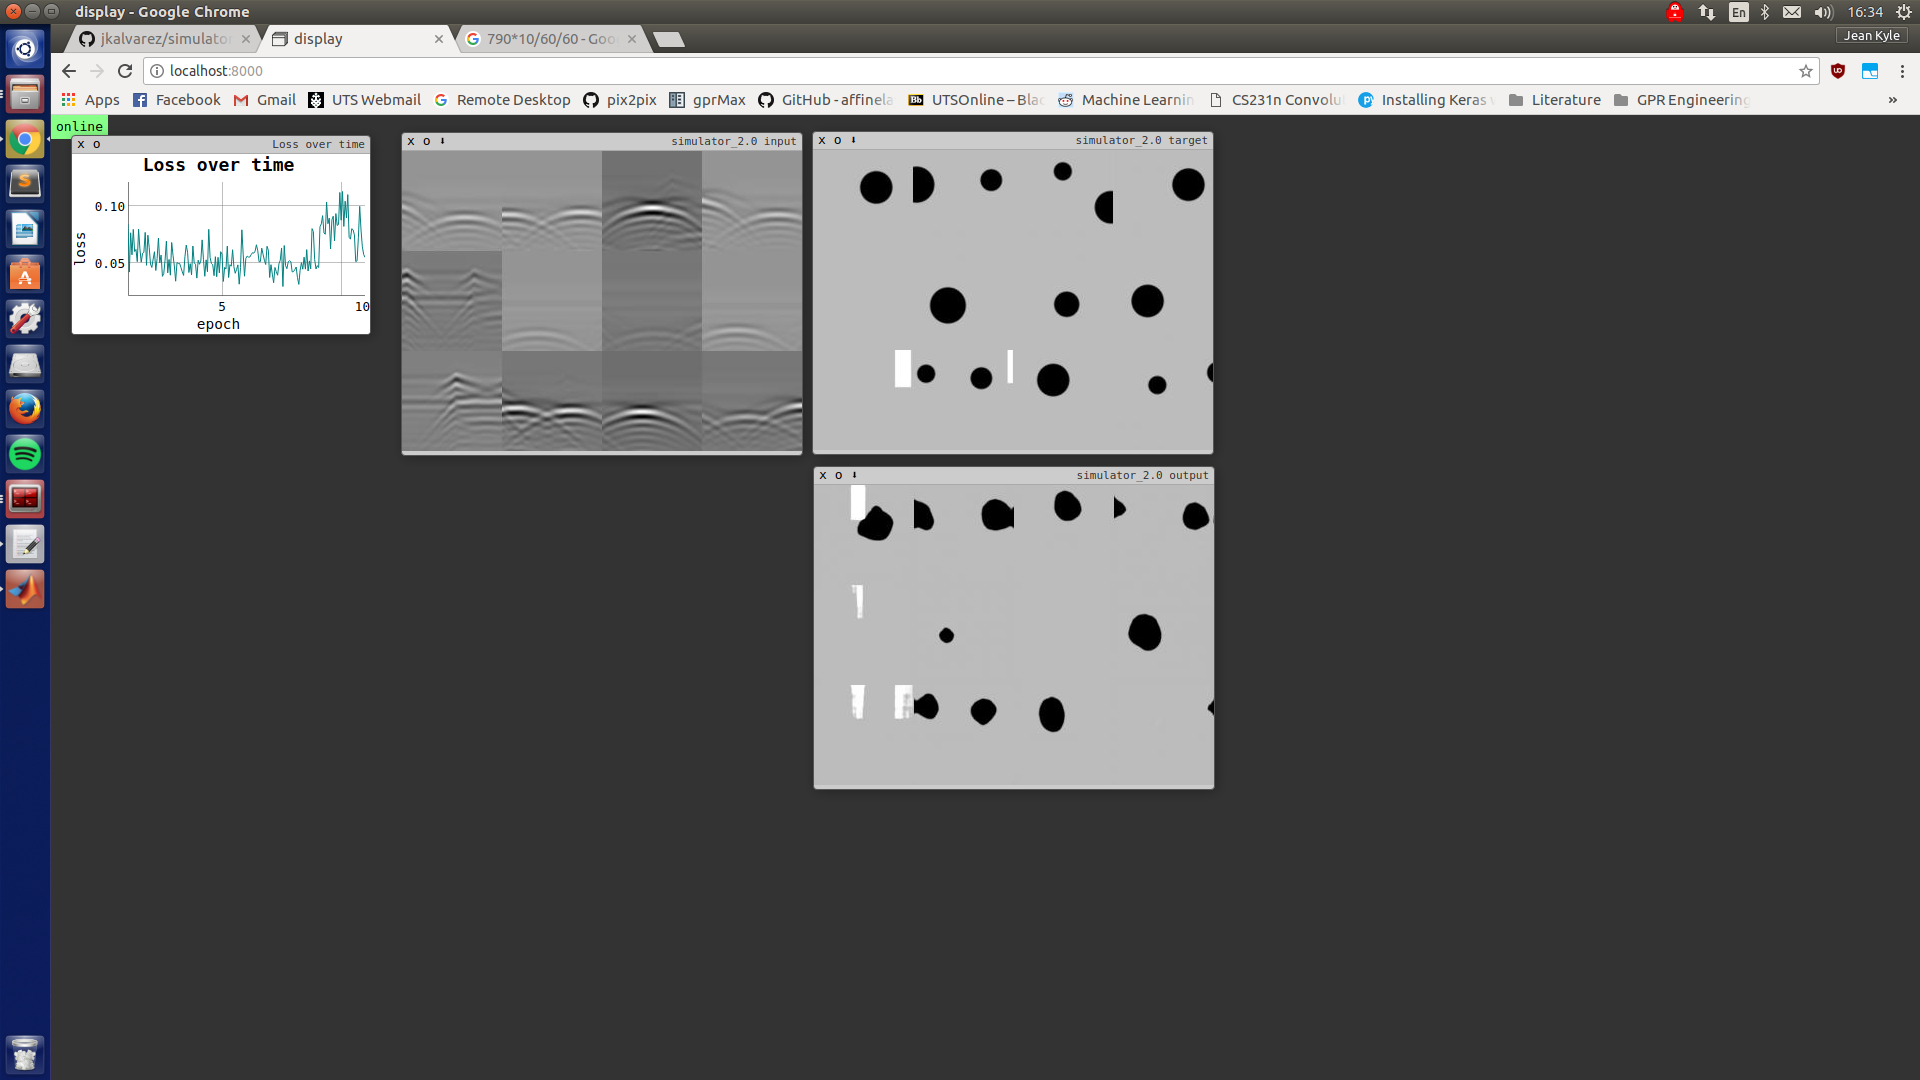 display - Google Chrome
En
16:34
jkalvarez/simulator
display
790*10/60/60 - Goo
Jean Kyle
localhost:8000
Apps
Facebook
Gmail
UTS Webmail
Remote Desktop
pix2pix
gprMax
GitHub - affinela
UTSOnline – Blac
Machine Learnin
CS231n Convolu
Installing Keras
Literature
GPR Engineering
»
online
x o Loss over time
Loss over time
0.10
0.05
loss
5
10
epoch
x o ⬇ simulator_2.0 input
x o ⬇ simulator_2.0 target
x o ⬇ simulator_2.0 output